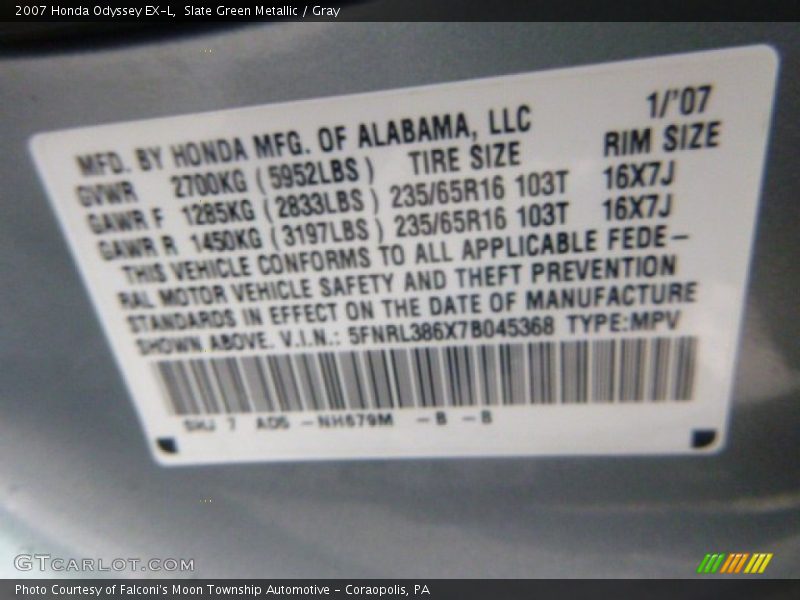 2007 Honda Odyssey EX-L, Slate Green Metallic / Gray
1/'07
MFD. BY HONDA MFG. OF ALABAMA, LLC
GVWR 2700KG (5952LBS) TIRE SIZE RIM SIZE
GAWR F 1285KG (2833LBS) 235/65R16 103T 16X7J
GAWR R 1450KG (3197LBS) 235/65R16 103T 16X7J
THIS VEHICLE CONFORMS TO ALL APPLICABLE FEDE-
RAL MOTOR VEHICLE SAFETY AND THEFT PREVENTION
STANDARDS IN EFFECT ON THE DATE OF MANUFACTURE
SHOWN ABOVE. V.I.N.: 5FNRL386X7B045368 TYPE:MPV
SHJ 7 AD5 -NH679M -B -B
GTCARLOT.COM
Photo Courtesy of Falconi's Moon Township Automotive - Coraopolis, PA